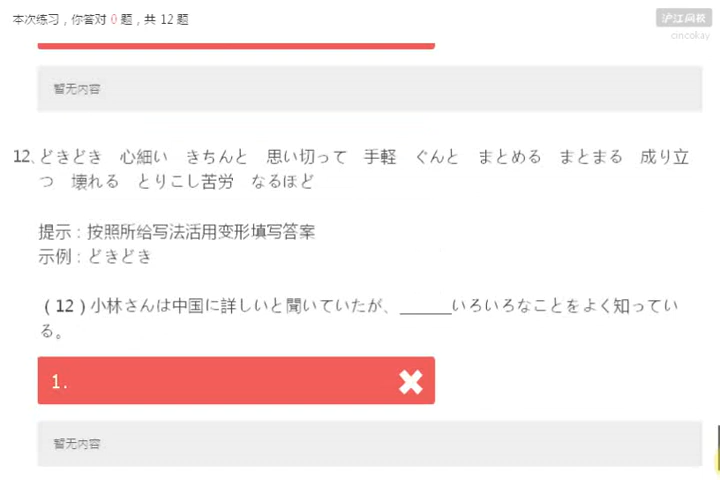 本次练习，你答对 0 题，共 12 题
沪江网校
cincokay
暂无内容
12、どきどき　心細い　きちんと　思い切って　手軽　ぐんと　まとめる　まとまる　成り立
つ　壊れる　とりこし苦労　なるほど
提示：按照所给写法活用变形填写答案
示例：どきどき
（12）小林さんは中国に詳しいと聞いていたが、______いろいろなことをよく知ってい
る。
1.
暂无内容